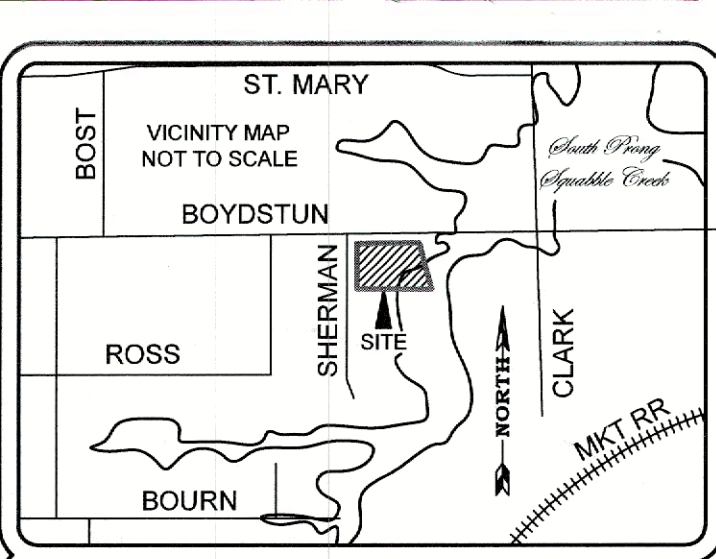 ST. MARY
BOST
VICINITY MAP
NOT TO SCALE
South Prong
Squabble Creek
BOYDSTUN
SHERMAN
SITE
ROSS
CLARK
NORTH
MKT RR
BOURN